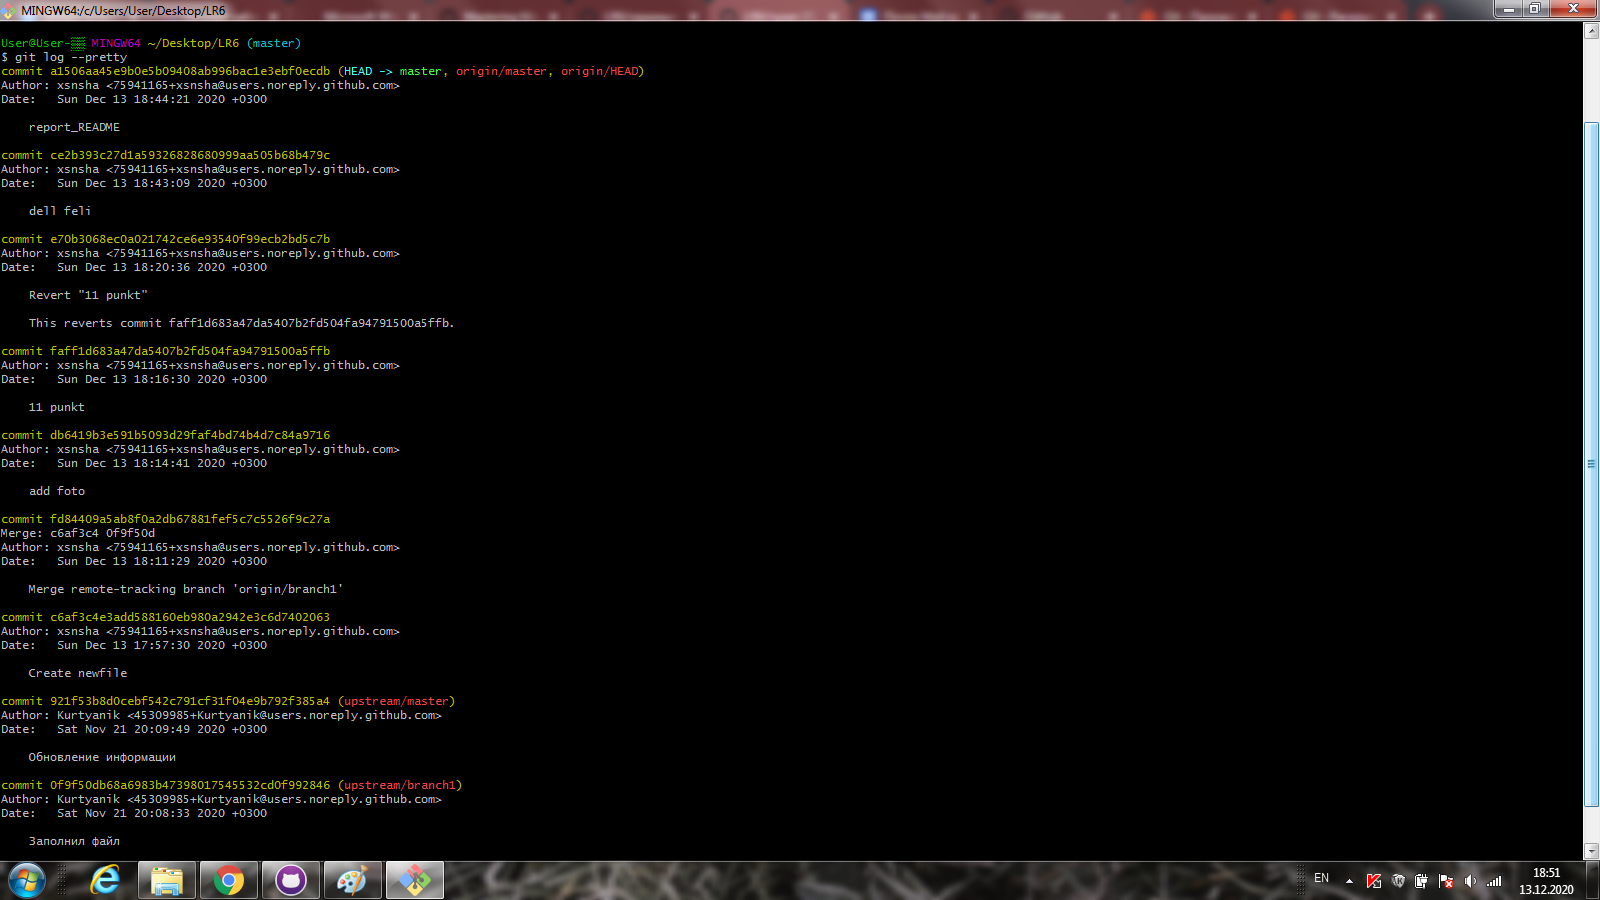 MINGW64:/c/Users/User/Desktop/LR6
User@User- MINGW64 ~/Desktop/LR6 (master)
$ git log --pretty
commit a1506aa45e9b0e5b09408ab996bac1e3ebf0ecdb (HEAD -> master, origin/master, origin/HEAD)
Author: xsnsha <75941165+xsnsha@users.noreply.github.com>
Date:   Sun Dec 13 18:44:21 2020 +0300
report_README
commit ce2b393c27d1a59326828680999aa505b68b479c
Author: xsnsha <75941165+xsnsha@users.noreply.github.com>
Date:   Sun Dec 13 18:43:09 2020 +0300
dell feli
commit e70b3068ec0a021742ce6e93540f99ecb2bd5c7b
Author: xsnsha <75941165+xsnsha@users.noreply.github.com>
Date:   Sun Dec 13 18:20:36 2020 +0300
Revert "11 punkt"
This reverts commit faff1d683a47da5407b2fd504fa94791500a5ffb.
commit faff1d683a47da5407b2fd504fa94791500a5ffb
Author: xsnsha <75941165+xsnsha@users.noreply.github.com>
Date:   Sun Dec 13 18:16:30 2020 +0300
11 punkt
commit db6419b3e591b5093d29faf4bd74b4d7c84a9716
Author: xsnsha <75941165+xsnsha@users.noreply.github.com>
Date:   Sun Dec 13 18:14:41 2020 +0300
add foto
commit fd84409a5ab8f0a2db67881fef5c7c5526f9c27a
Merge: c6af3c4 0f9f50d
Author: xsnsha <75941165+xsnsha@users.noreply.github.com>
Date:   Sun Dec 13 18:11:29 2020 +0300
Merge remote-tracking branch 'origin/branch1'
commit c6af3c4e3add588160eb980a2942e3c6d7402063
Author: xsnsha <75941165+xsnsha@users.noreply.github.com>
Date:   Sun Dec 13 17:57:30 2020 +0300
Create newfile
commit 921f53b8d0cebf542c791cf31f04e9b792f385a4 (upstream/master)
Author: Kurtyanik <45309985+Kurtyanik@users.noreply.github.com>
Date:   Sat Nov 21 20:09:49 2020 +0300
Обновление информации
commit 0f9f50db68a6983b47398017545532cd0f992846 (upstream/branch1)
Author: Kurtyanik <45309985+Kurtyanik@users.noreply.github.com>
Date:   Sat Nov 21 20:08:33 2020 +0300
Заполнил файл
EN
18:51
13.12.2020